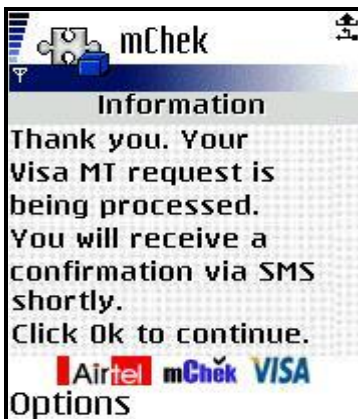 mChek
Information
Thank you. Your
Visa MT request is
being processed.
You will receive a
confirmation via SMS
shortly.
Click Ok to continue.
Airtel mChek VISA
Options